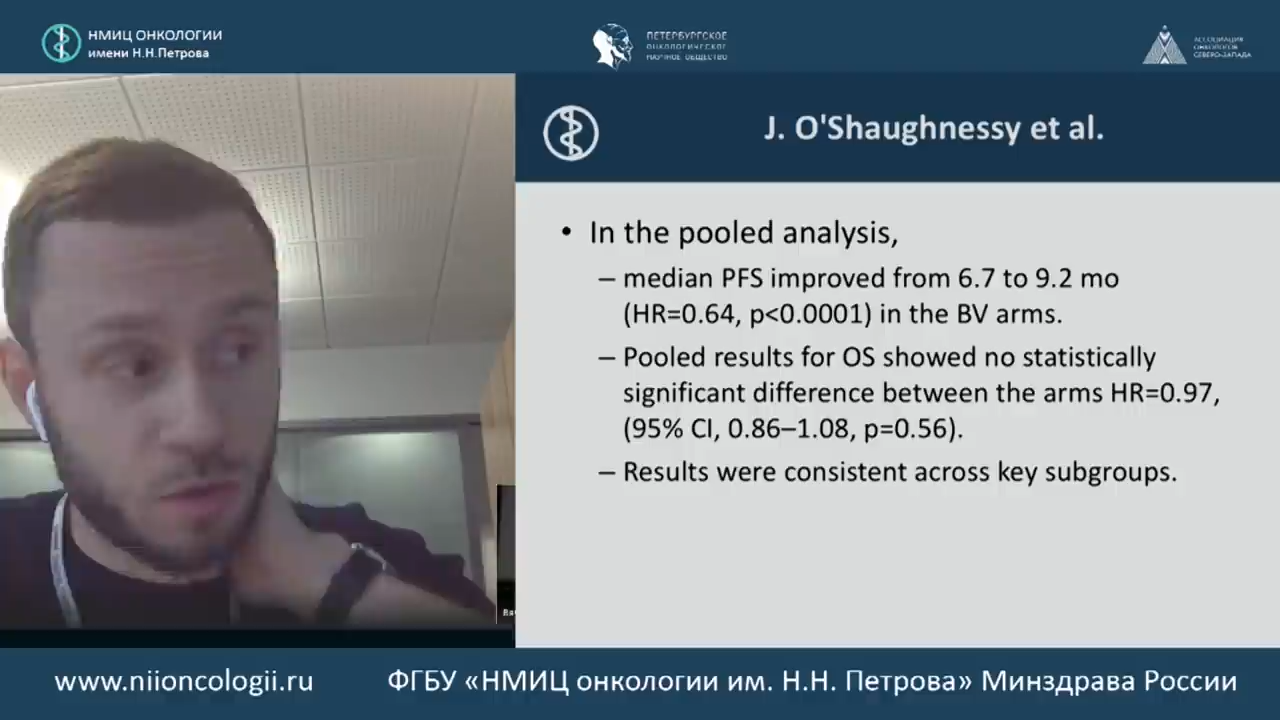 НМИЦ ОНКОЛОГИИ
имени Н.Н.Петрова
ПЕТЕРБУРГСКОЕ
ОНКОЛОГИЧЕСКОЕ
НАУЧНОЕ ОБЩЕСТВО
АССОЦИАЦИЯ
ОНКОЛОГОВ
СЕВЕРО-ЗАПАДА
J. O'Shaughnessy et al.
• In the pooled analysis,
– median PFS improved from 6.7 to 9.2 mo
(HR=0.64, p<0.0001) in the BV arms.
– Pooled results for OS showed no statistically
significant difference between the arms HR=0.97,
(95% CI, 0.86–1.08, p=0.56).
– Results were consistent across key subgroups.
www.niioncologii.ru
ФГБУ «НМИЦ онкологии им. Н.Н. Петрова» Минздрава России